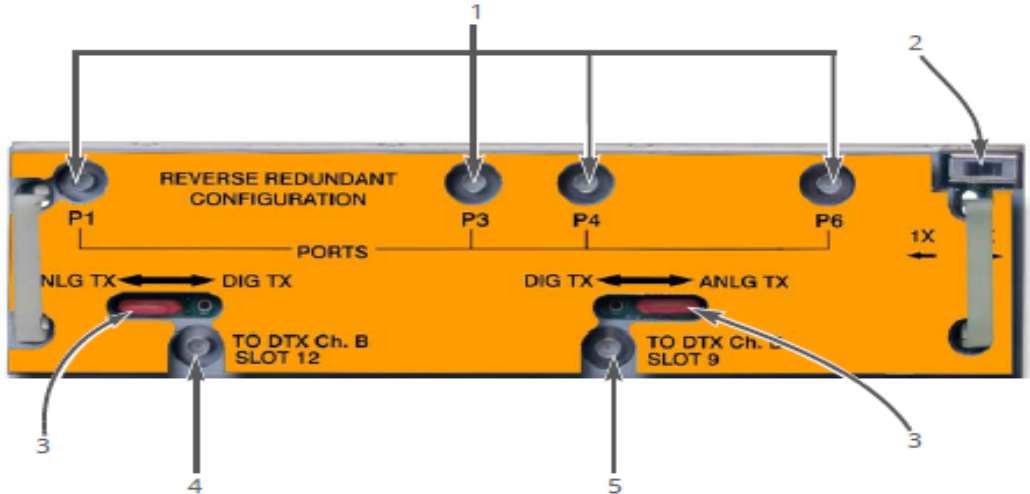 1
2
REVERSE REDUNDANT
CONFIGURATION
P1
P3
P4
P6
PORTS
1X
NLG TX
DIG TX
DIG TX
ANLG TX
TO DTX Ch. B
SLOT 12
TO DTX Ch.
SLOT 9
3
3
4
5